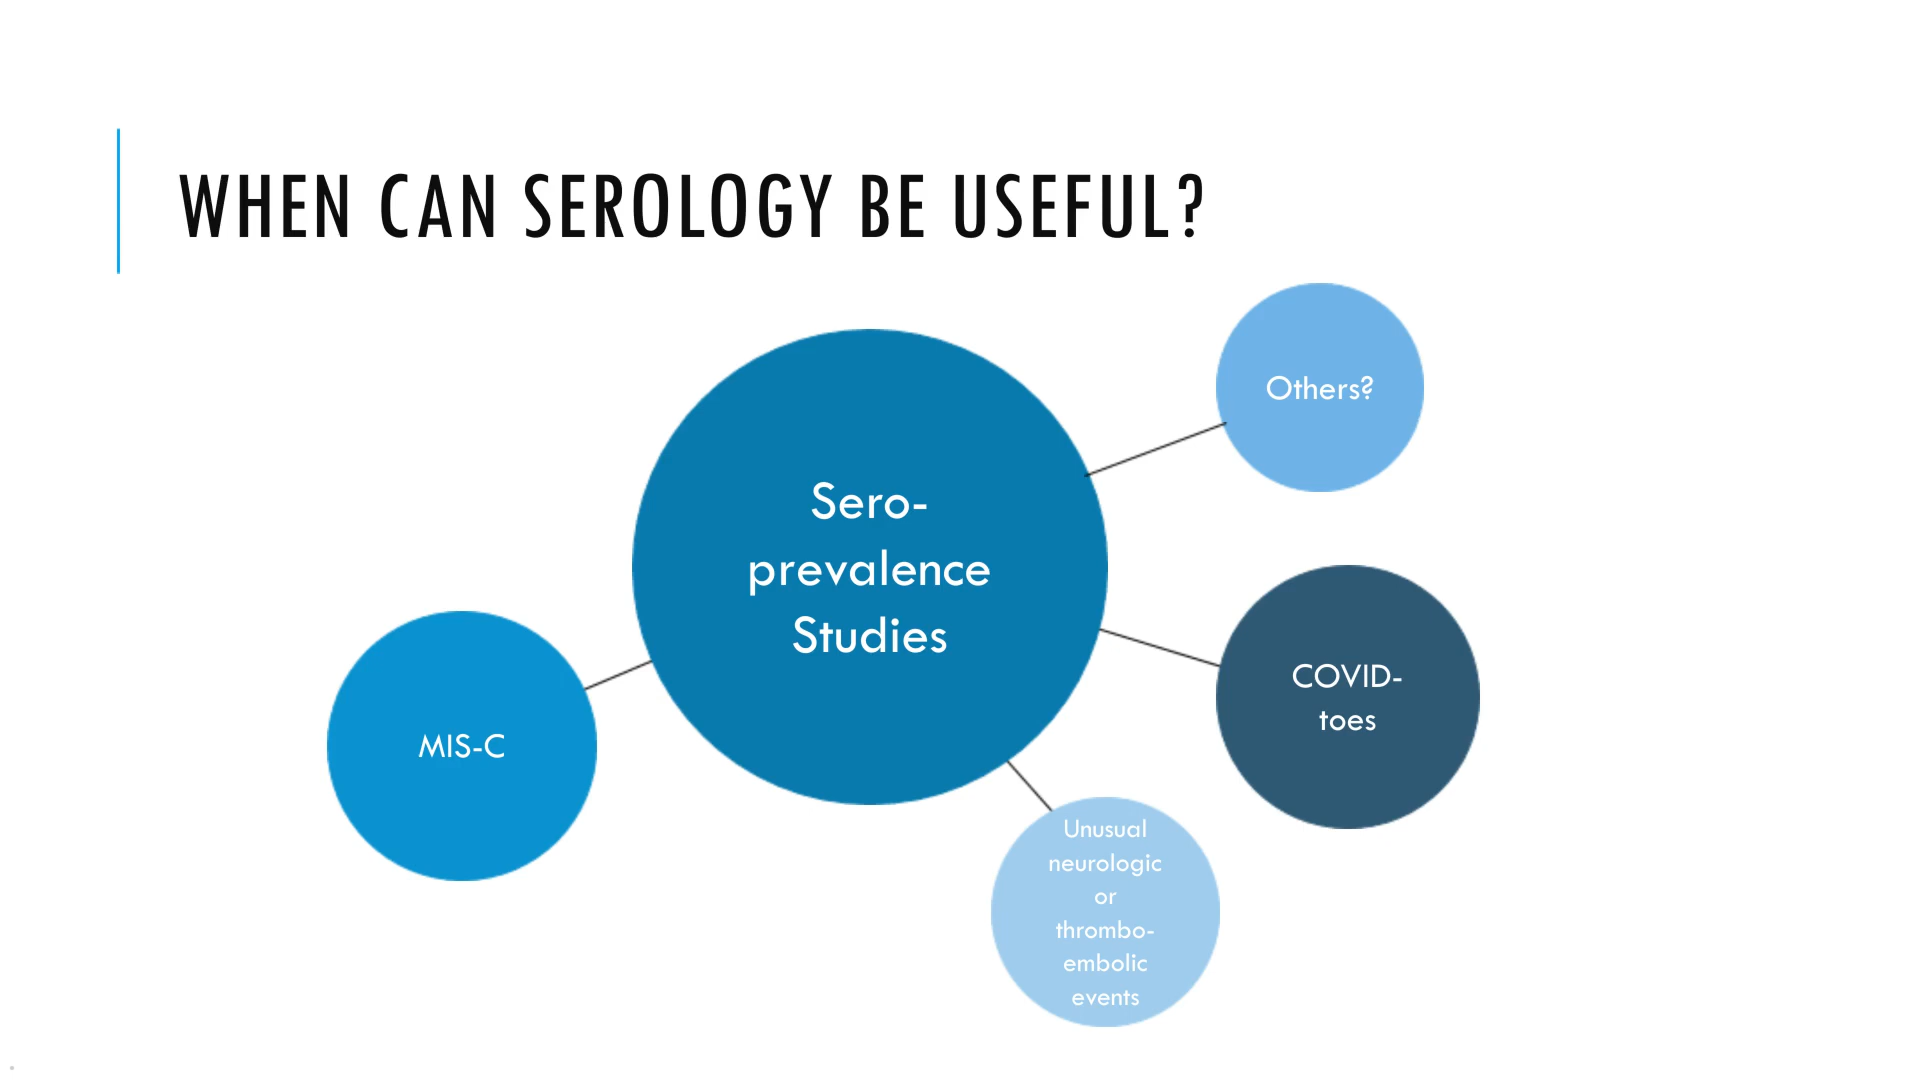 WHEN CAN SEROLOGY BE USEFUL?
Others?
Sero-
prevalence
Studies
COVID-
toes
MIS-C
Unusual
neurologic
or
thrombo-
embolic
events